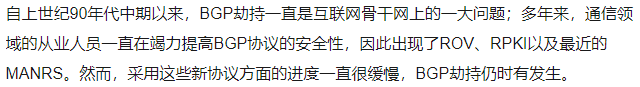 自上世纪90年代中期以来，BGP劫持一直是互联网骨干网上的一大问题；多年来，通信领
域的从业人员一直在竭力提高BGP协议的安全性，因此出现了ROV、RPKI以及最近的
MANRS。然而，采用这些新协议方面的进度一直很缓慢，BGP劫持仍时有发生。